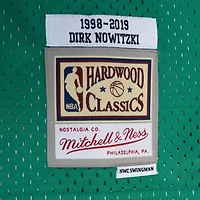 1998-2019
DIRK NOWITZKI
HARDWOOD
NBA
CLASSICS
NOSTALGIA CO.
Mitchell & Ness
PHILADELPHIA, PA.
HWC SWINGMAN